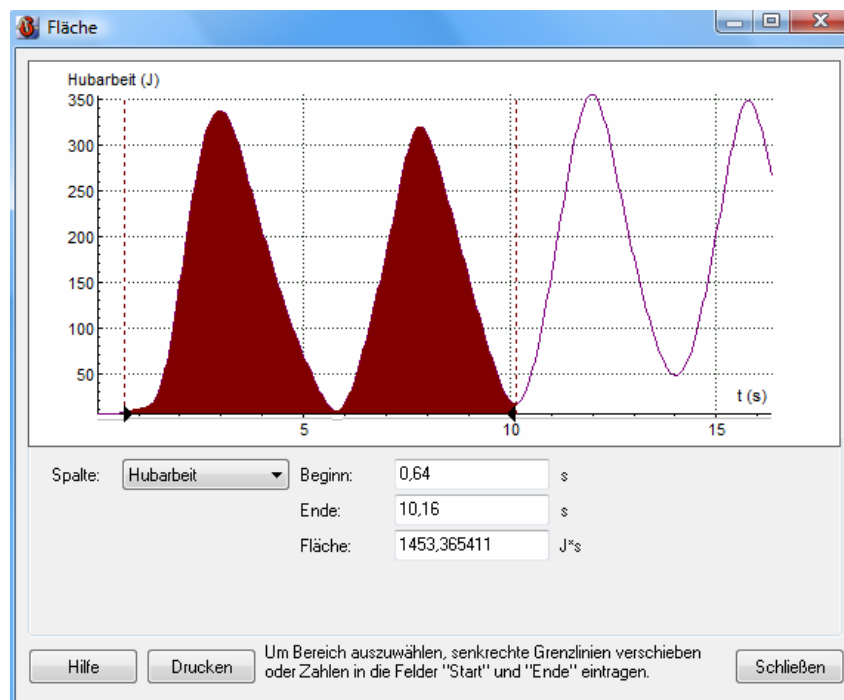 Fläche
Hubarbeit (J)
350
300
250
200
150
100
50
t (s)
5
10
15
Spalte:
Hubarbeit
Beginn:
0,64
s
Ende:
10,16
s
Fläche:
1453,365411
J*s
Hilfe
Drucken
Um Bereich auszuwählen, senkrechte Grenzlinien verschieben
oder Zahlen in die Felder "Start" und "Ende" eintragen.
Schließen